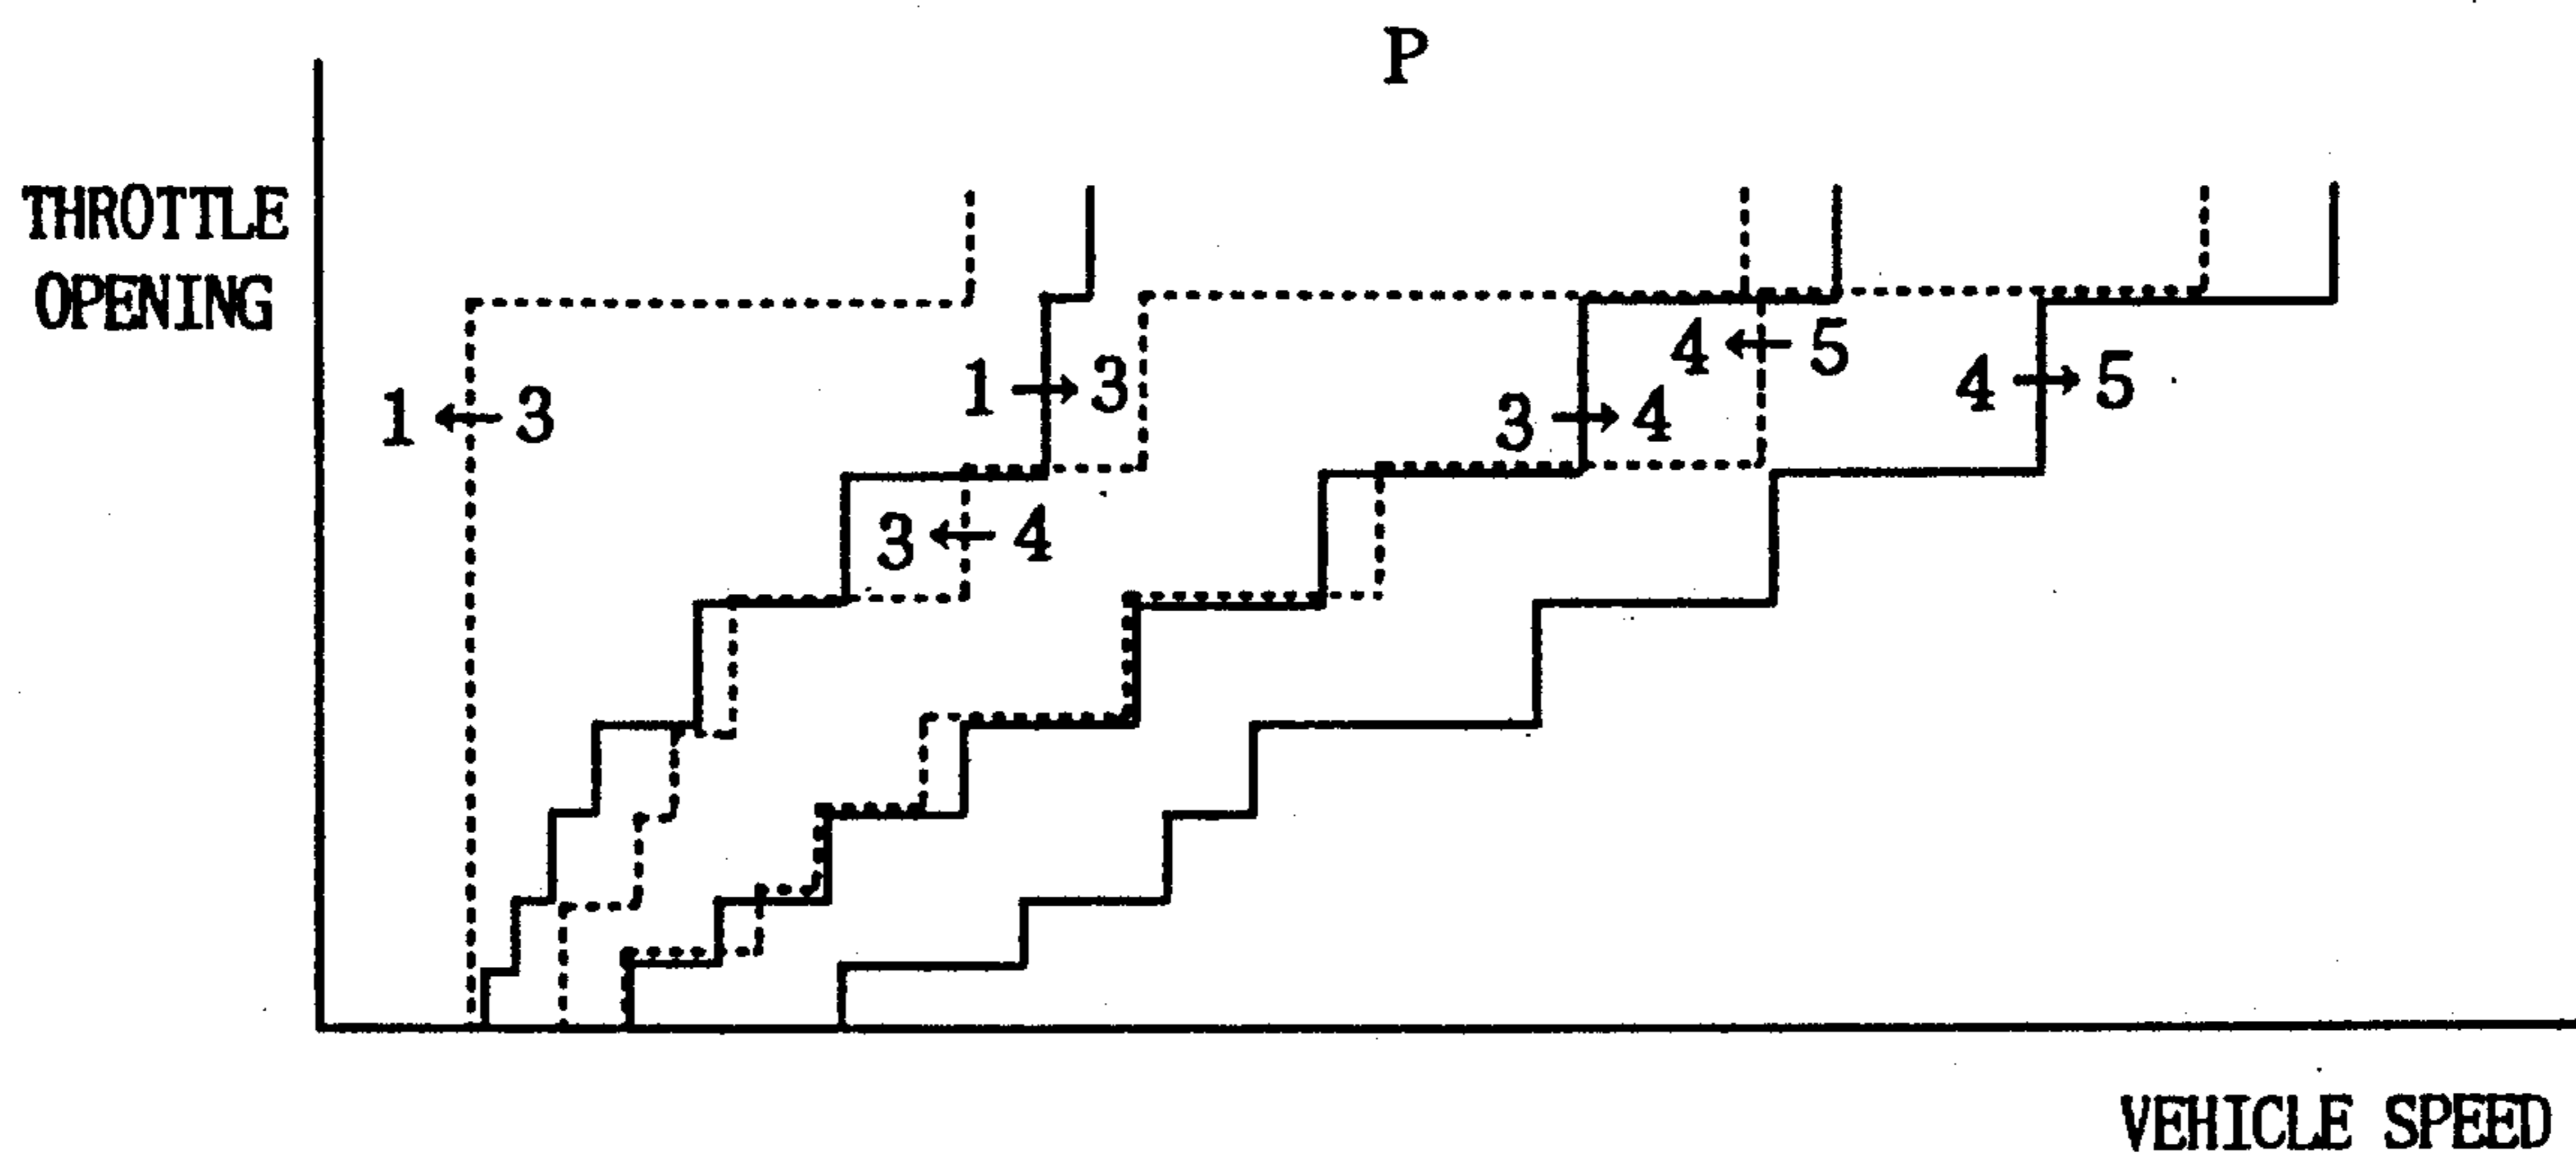 P
THROTTLE
OPENING
1←3
1→3
3←4
3→4
4←5
4→5
VEHICLE SPEED